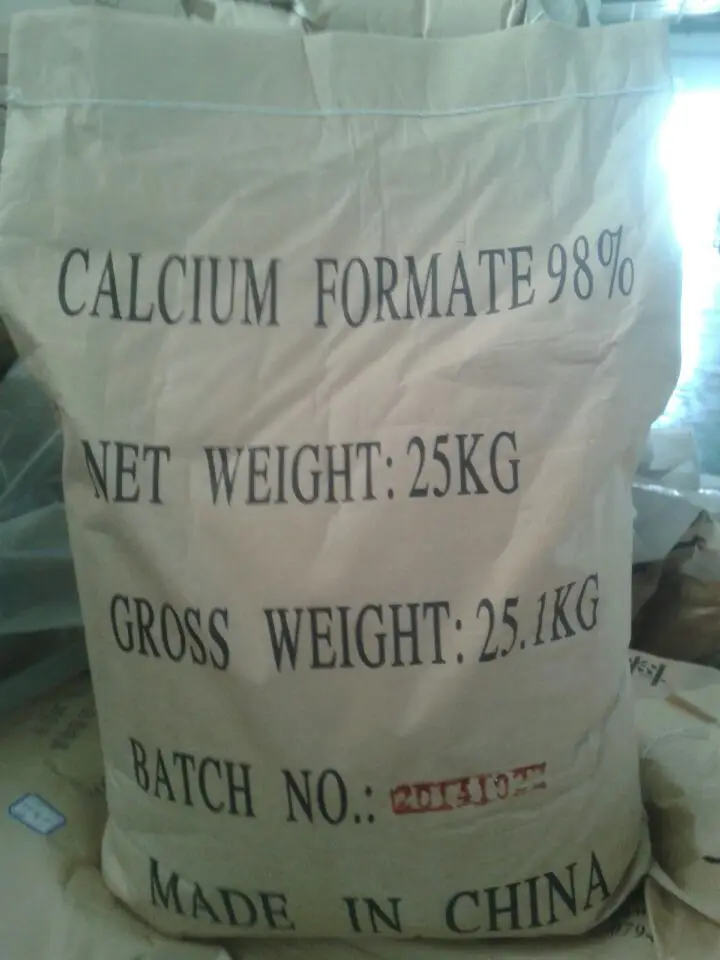 CALCIUM FORMATE 98%
NET WEIGHT: 25KG
GROSS WEIGHT: 25.1KG
BATCH NO.:
MADE IN CHINA